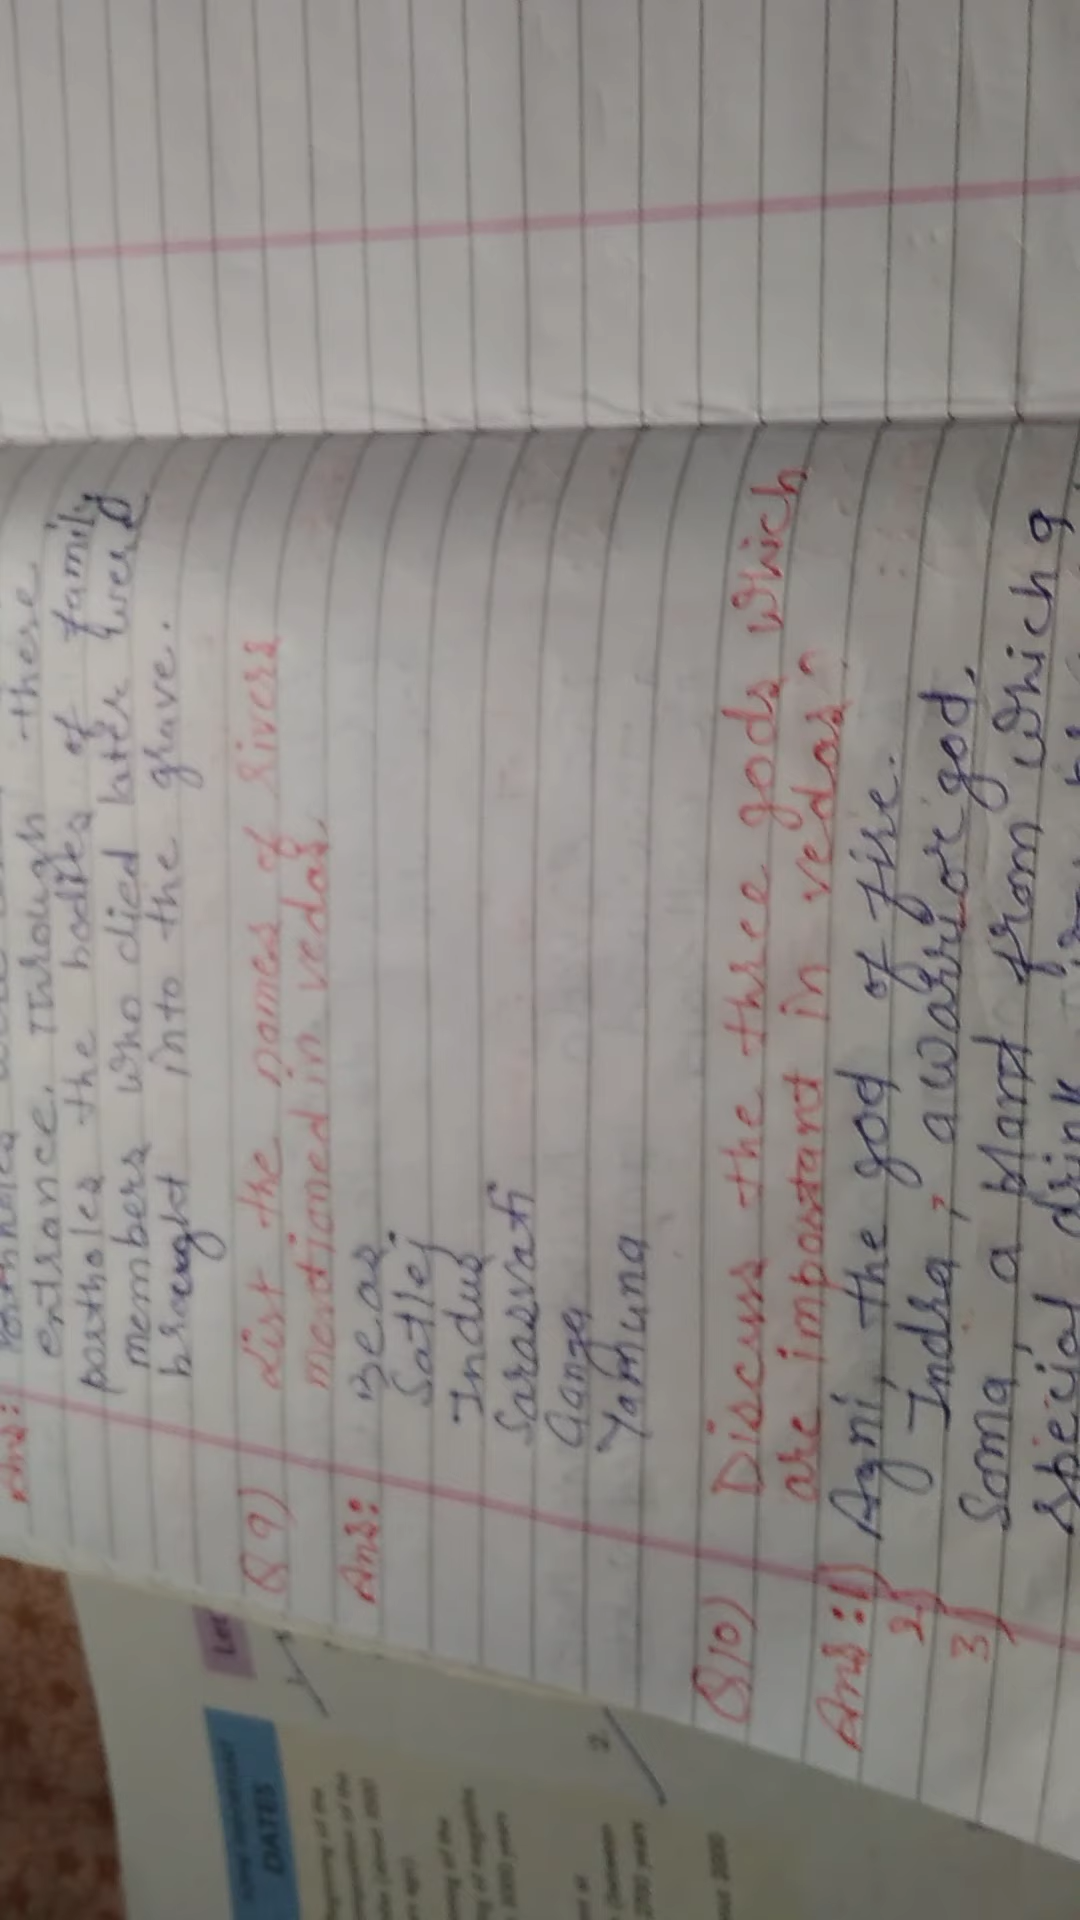 Ans:
entrance. Through these
portholes the bodies of family
members who died later were
brought into the grave.
Q9) List the names of rivers
mentioned in vedas.
Ans: Beas
Satlej
Indus
Sarasvati
Ganga
Yamuna
Q10) Discuss the three gods which
are important in vedas?
Ans: 1) Agni, the god of fire.
2) Indra, a warrior god.
3) Soma, a plant from which a
special drink
DATES
2.